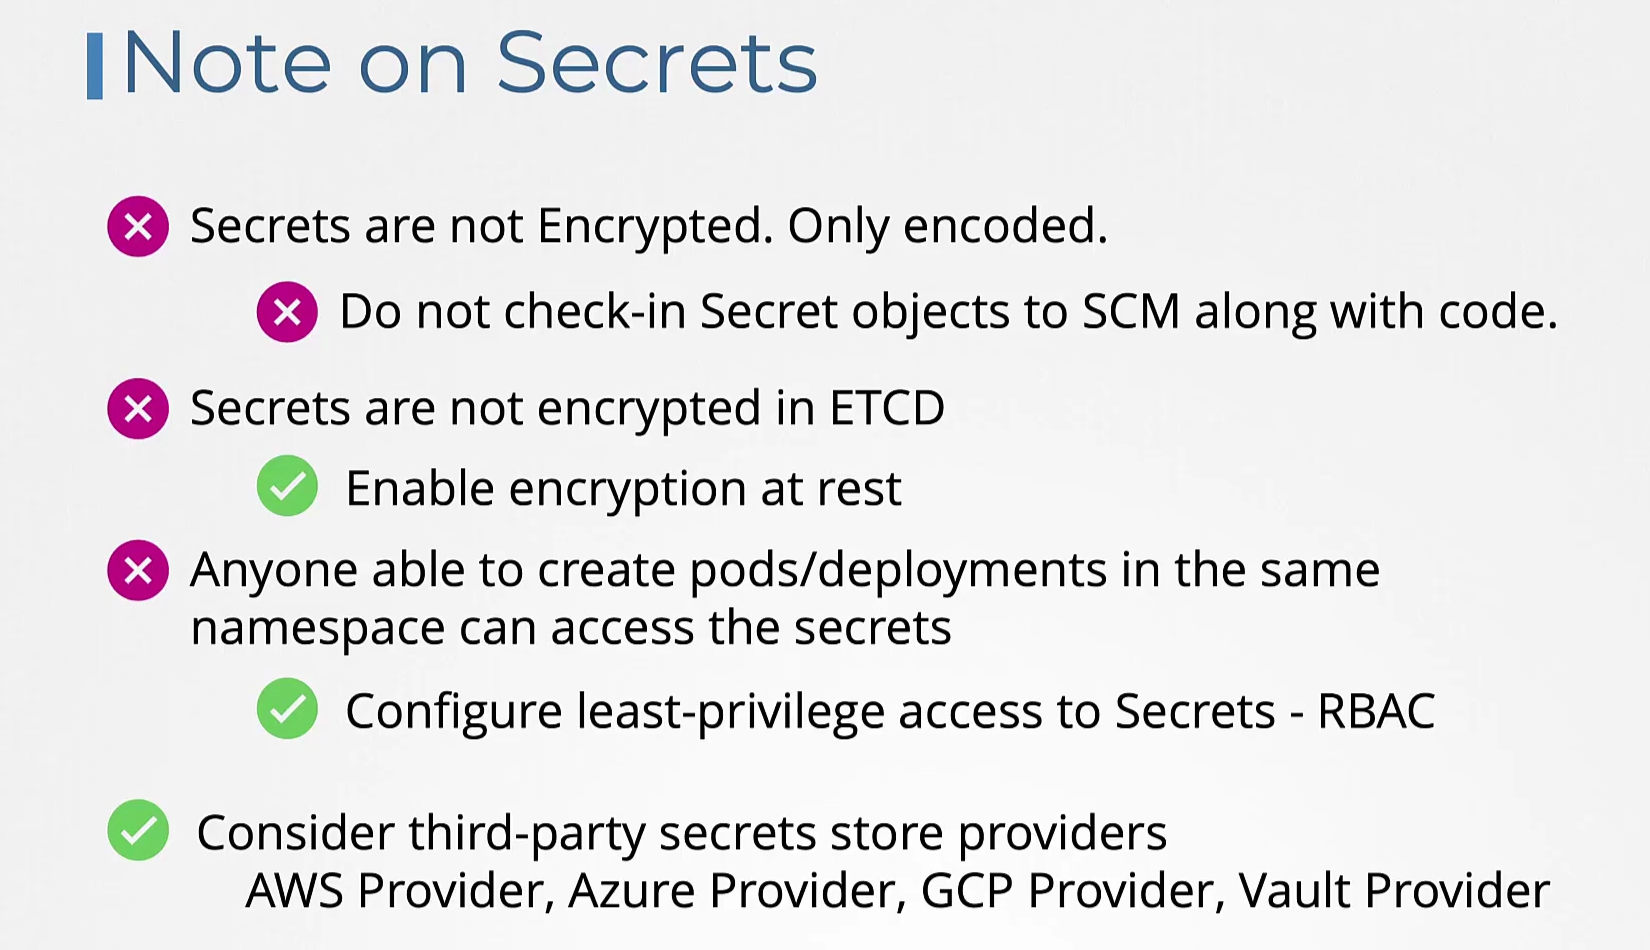 Note on Secrets
Secrets are not Encrypted. Only encoded.
Do not check-in Secret objects to SCM along with code.
Secrets are not encrypted in ETCD
Enable encryption at rest
Anyone able to create pods/deployments in the same
namespace can access the secrets
Configure least-privilege access to Secrets - RBAC
Consider third-party secrets store providers
AWS Provider, Azure Provider, GCP Provider, Vault Provider